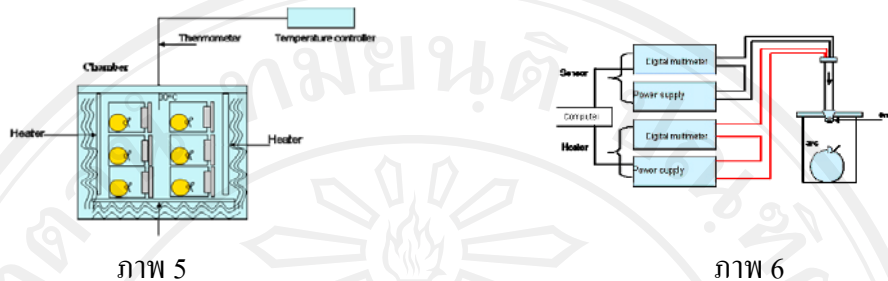 Thermometer
Temperature controller
Chamber
30°C
Heater
Heater
ภาพ 5
Sensor
Digital multimeter
Power supply
Computer
Heater
Digital multimeter
Power supply
ภาพ 6